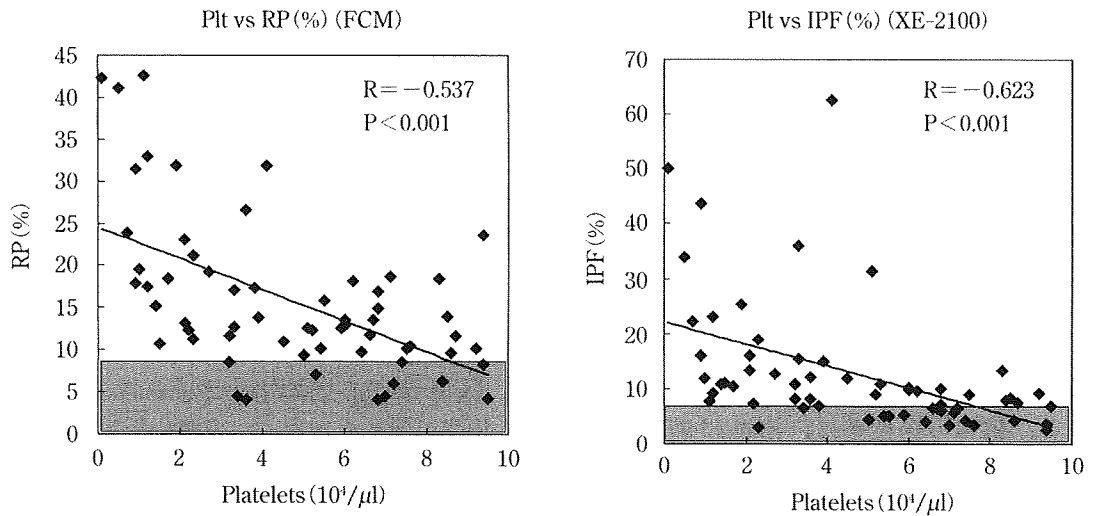 Plt vs RP (%) (FCM)
45
40
35
30
25
20
15
10
5
0
RP (%)
R= −0.537
P<0.001
0 2 4 6 8 10
Platelets (10⁴/μl)
Plt vs IPF (%) (XE-2100)
70
60
50
40
30
20
10
0
IPF (%)
R= −0.623
P<0.001
0 2 4 6 8 10
Platelets (10⁴/μl)